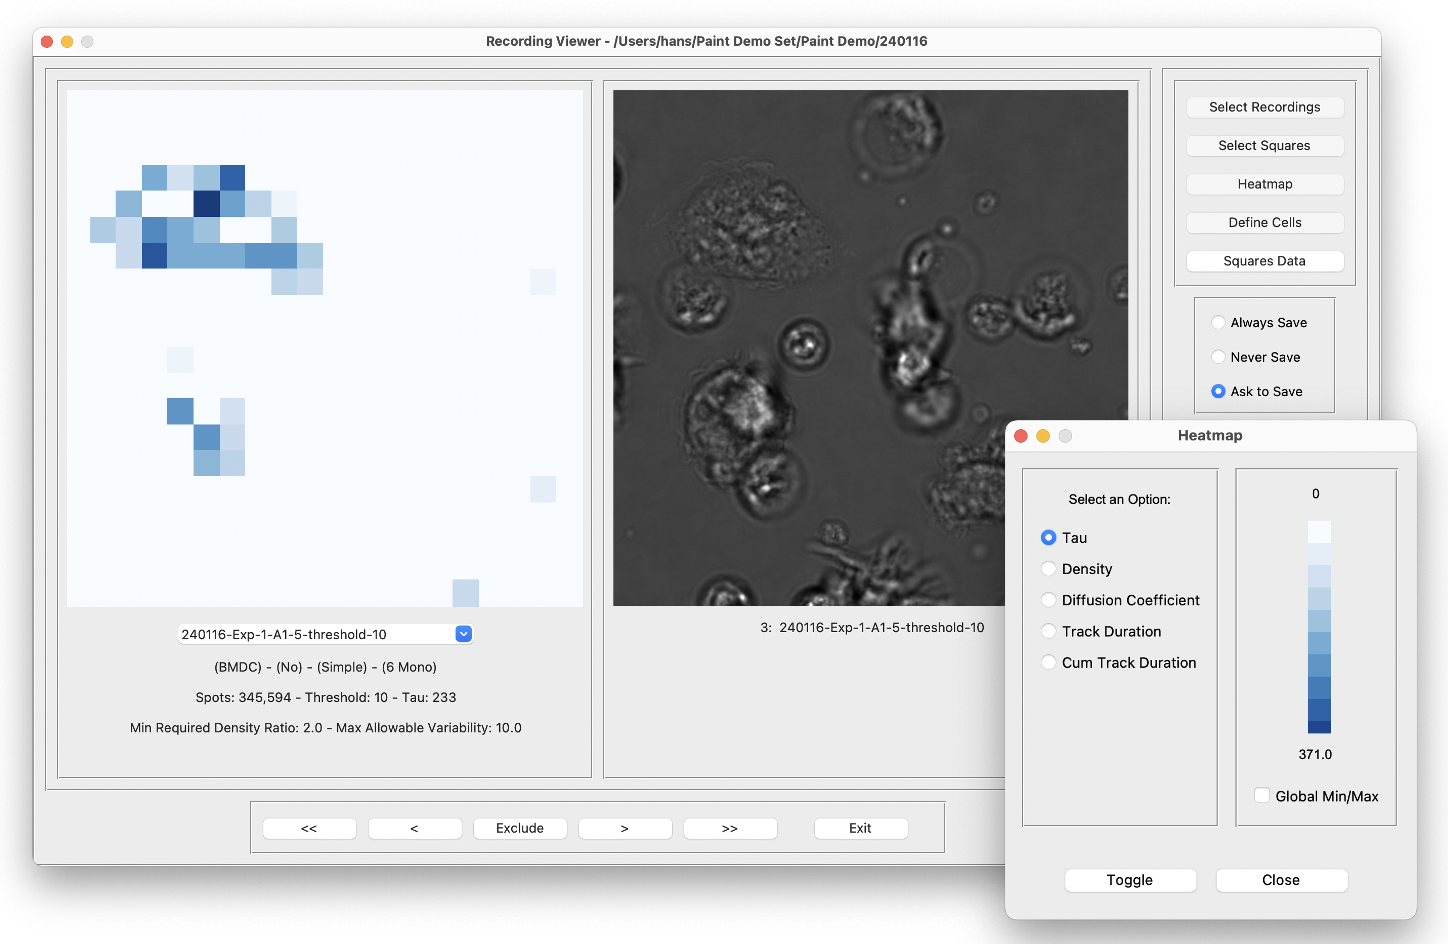 Recording Viewer - /Users/hans/Paint Demo Set/Paint Demo/240116
Select Recordings
Select Squares
Heatmap
Define Cells
Squares Data
Always Save
Never Save
Ask to Save
240116-Exp-1-A1-5-threshold-10
(BMDC) - (No) - (Simple) - (6 Mono)
Spots: 345,594 - Threshold: 10 - Tau: 233
Min Required Density Ratio: 2.0 - Max Allowable Variability: 10.0
3: 240116-Exp-1-A1-5-threshold-10
<<
<
Exclude
>
>>
Exit
Heatmap
Select an Option:
Tau
Density
Diffusion Coefficient
Track Duration
Cum Track Duration
0
371.0
Global Min/Max
Toggle
Close